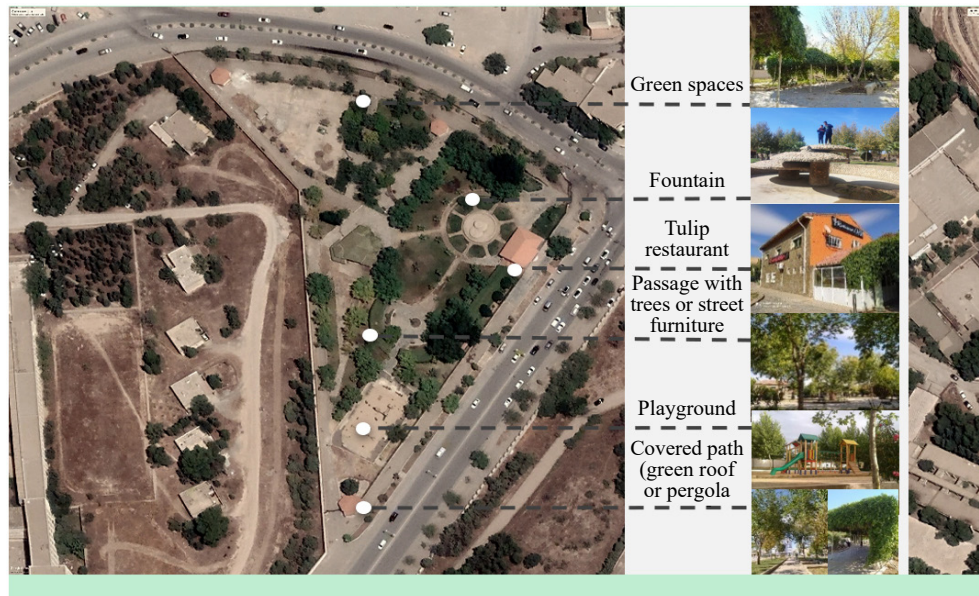 Green spaces
Fountain
Tulip
restaurant
Passage with
trees or street
furniture
Playground
Covered path
(green roof
or pergola